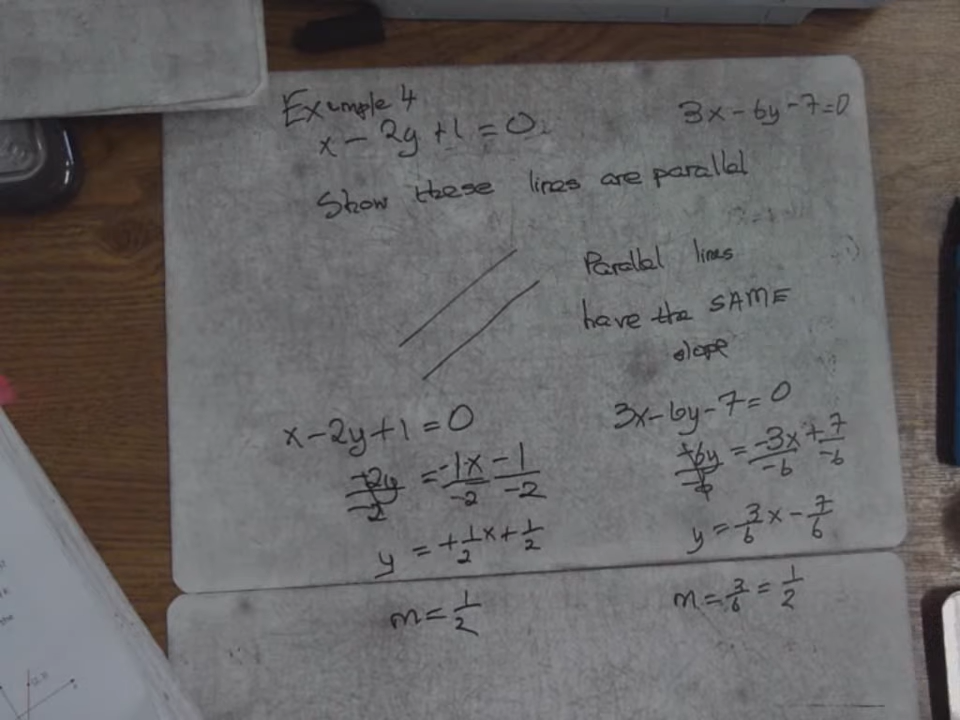 Example 4
x - 2y + 1 = 0. 3x - 6y - 7 = 0
Show these lines are parallel
Parallel lines
have the SAME
slope
x - 2y + 1 = 0
-2y/-2 = -1x/-2 - 1/-2
y = +1/2 x + 1/2
m = 1/2
3x - 6y - 7 = 0
-6y/-6 = -3x/-6 + 7/-6
y = 3/6 x - 7/6
m = 3/6 = 1/2